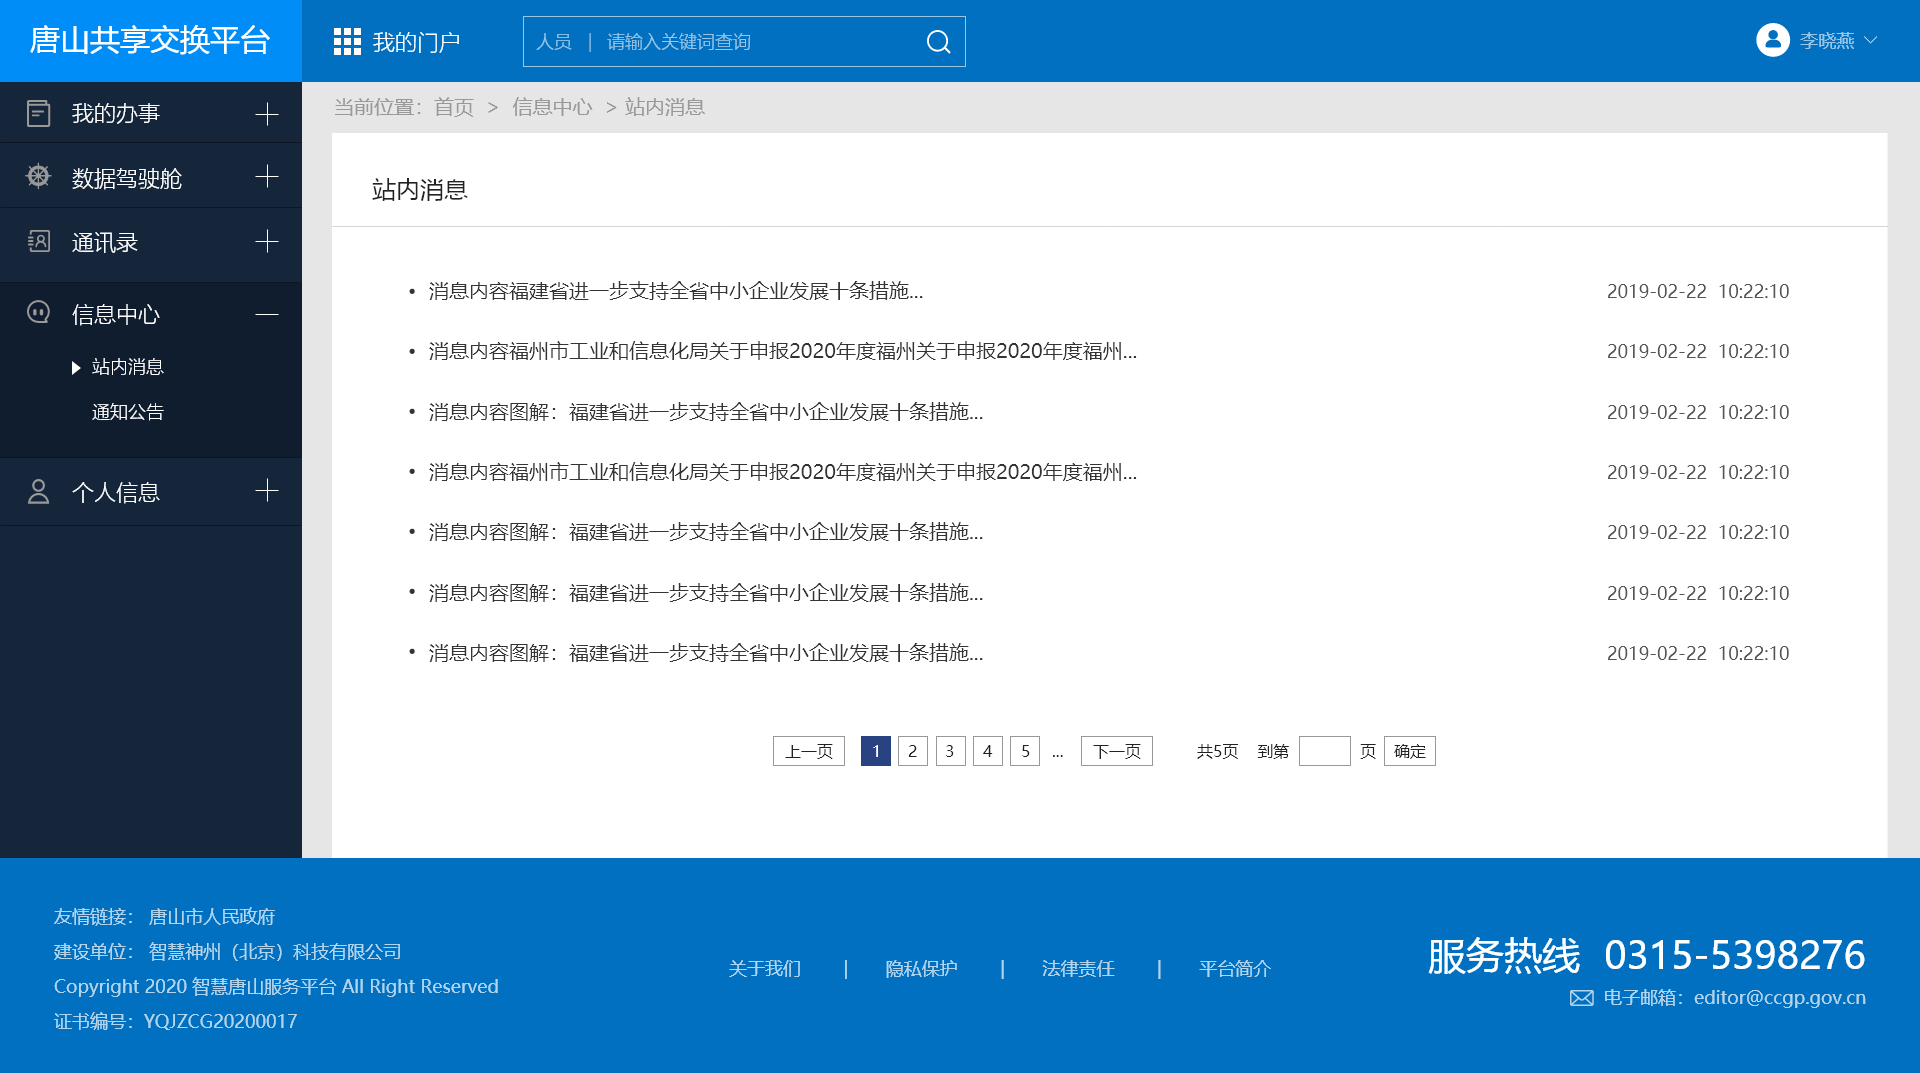 唐山共享交换平台
我的门户
人员 | 请输入关键词查询
李晓燕
我的办事
数据驾驶舱
通讯录
信息中心
站内消息
通知公告
个人信息
当前位置：首页 > 信息中心 > 站内消息
站内消息
• 消息内容福建省进一步支持全省中小企业发展十条措施... 2019-02-22 10:22:10
• 消息内容福州市工业和信息化局关于申报2020年度福州关于申报2020年度福州... 2019-02-22 10:22:10
• 消息内容图解：福建省进一步支持全省中小企业发展十条措施... 2019-02-22 10:22:10
• 消息内容福州市工业和信息化局关于申报2020年度福州关于申报2020年度福州... 2019-02-22 10:22:10
• 消息内容图解：福建省进一步支持全省中小企业发展十条措施... 2019-02-22 10:22:10
• 消息内容图解：福建省进一步支持全省中小企业发展十条措施... 2019-02-22 10:22:10
• 消息内容图解：福建省进一步支持全省中小企业发展十条措施... 2019-02-22 10:22:10
上一页 1 2 3 4 5 ... 下一页 共5页 到第 页 确定
友情链接： 唐山市人民政府
建设单位： 智慧神州（北京）科技有限公司
Copyright 2020 智慧唐山服务平台 All Right Reserved
证书编号：YQJZCG20200017
关于我们 | 隐私保护 | 法律责任 | 平台简介
服务热线 0315-5398276
电子邮箱：editor@ccgp.gov.cn